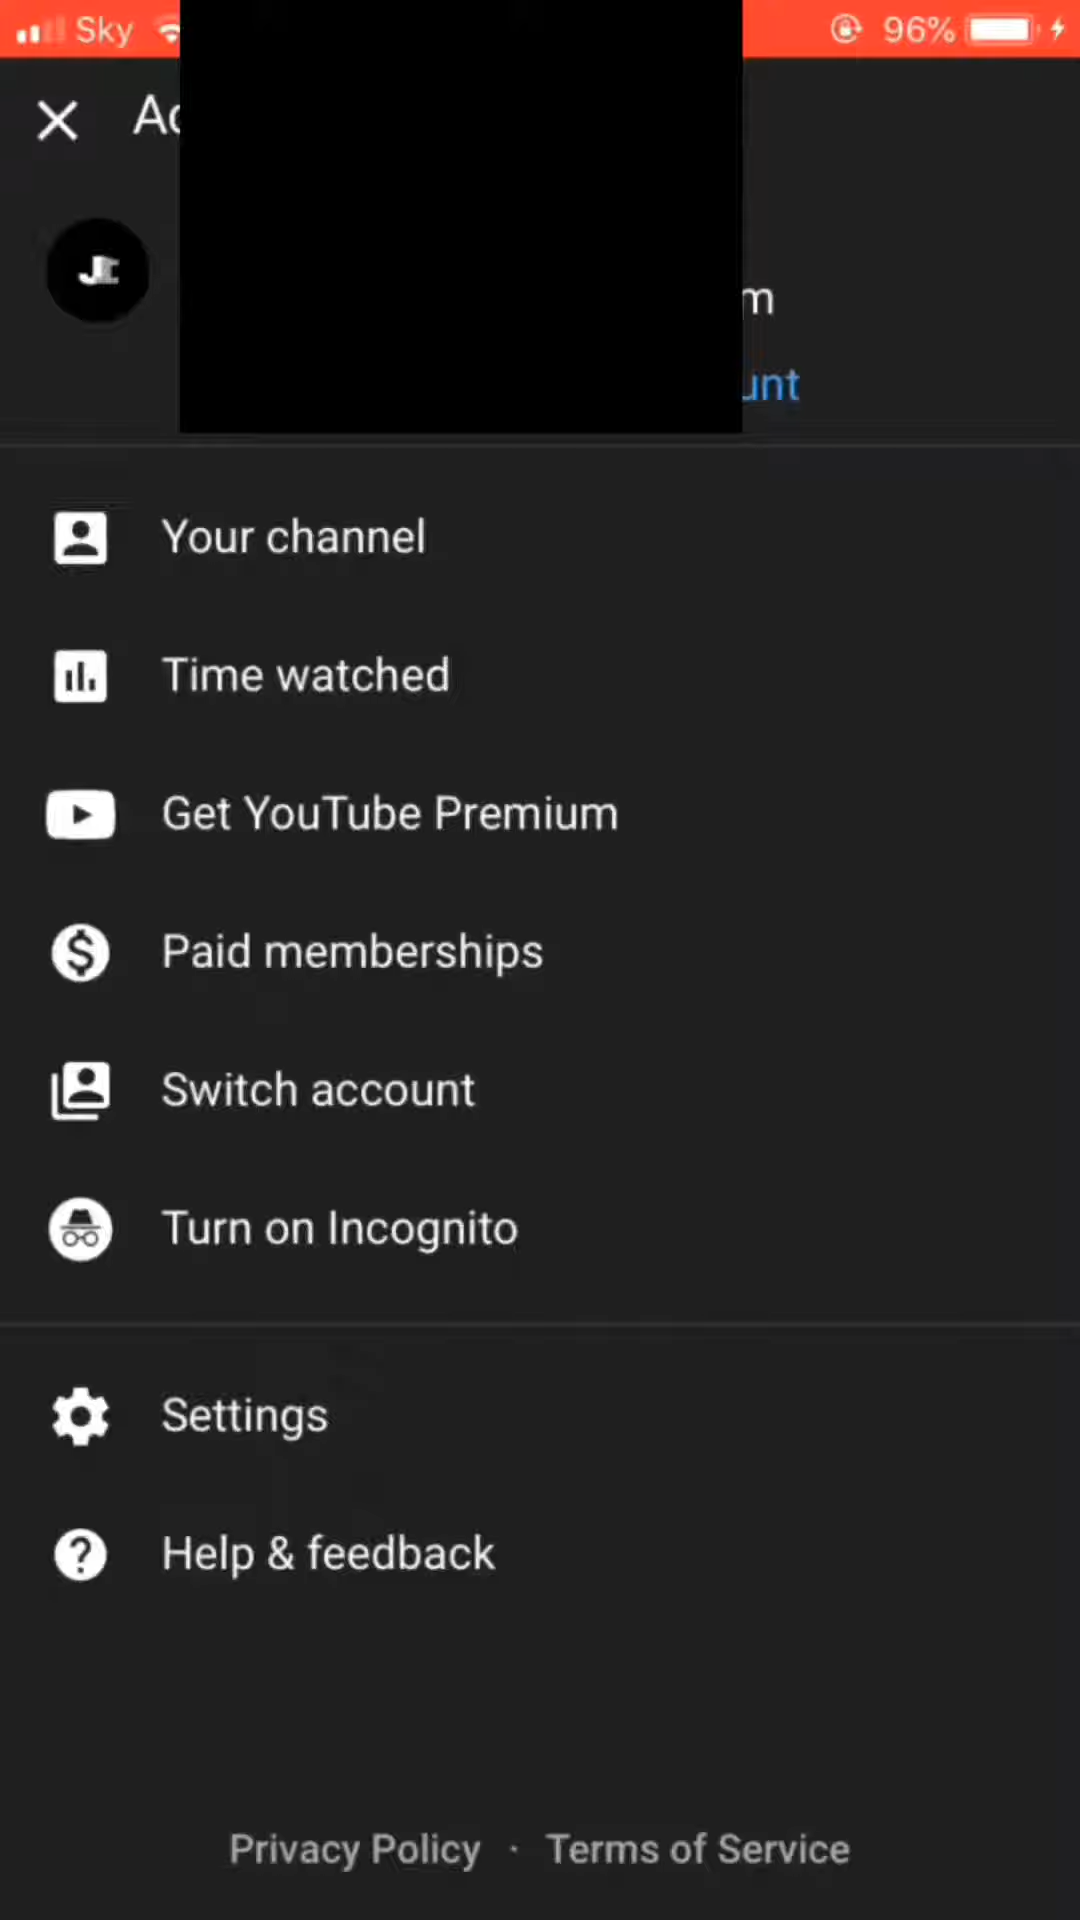 Sky 96%
Your channel
Time watched
Get YouTube Premium
Paid memberships
Switch account
Turn on Incognito
Settings
Help & feedback
Privacy Policy · Terms of Service